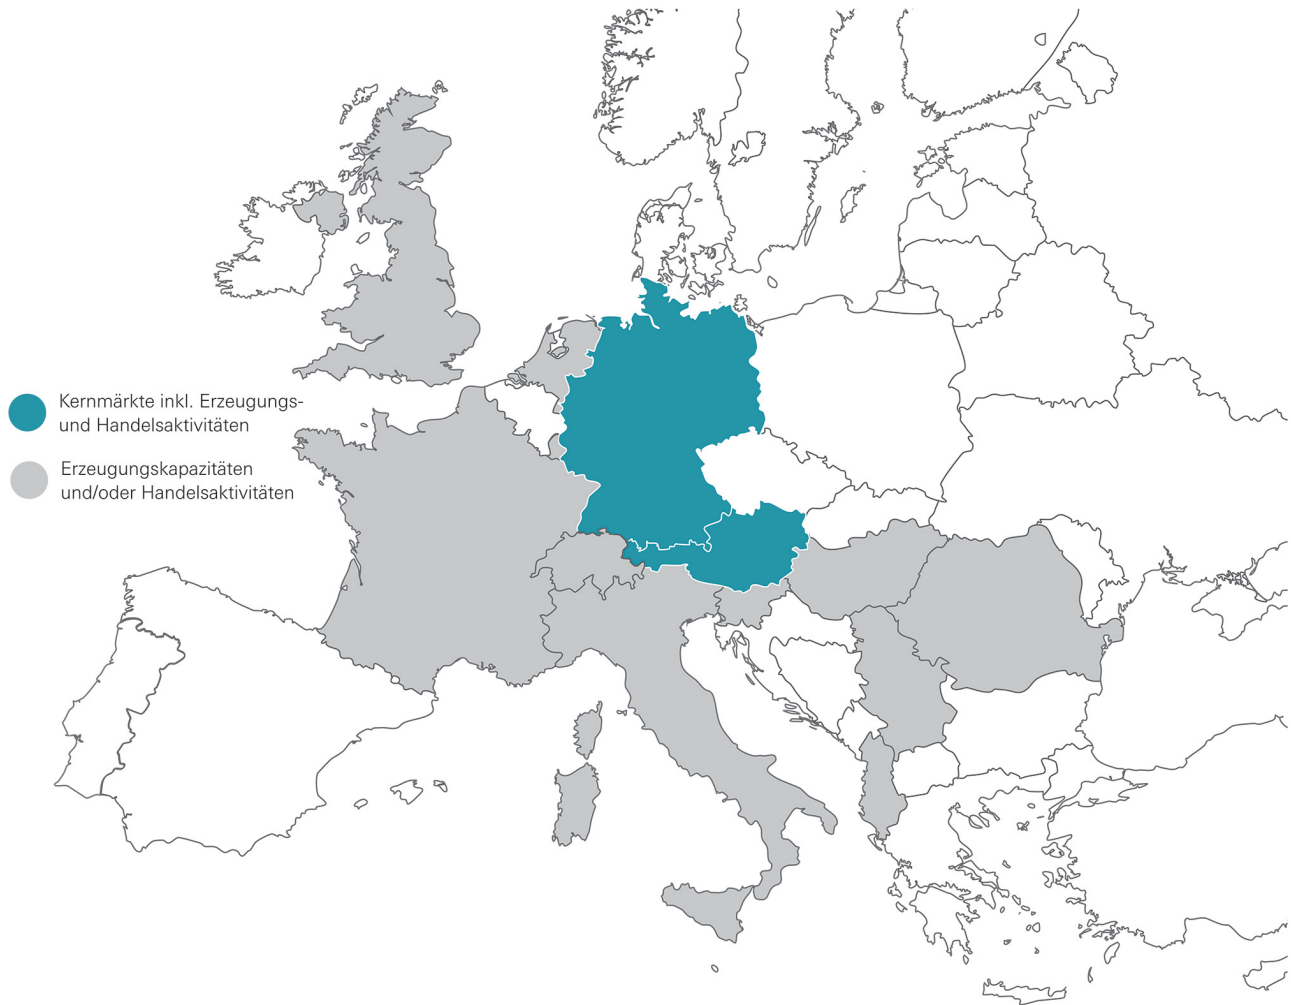 Kernmärkte inkl. Erzeugungs-
und Handelsaktivitäten
Erzeugungskapazitäten
und/oder Handelsaktivitäten